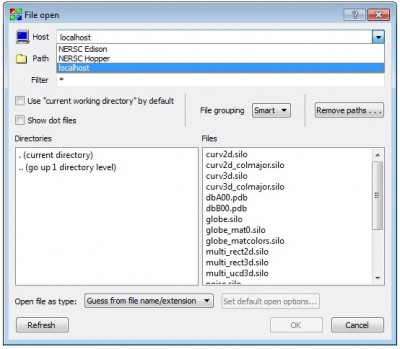 File open
Host localhost
NERSC Edison
NERSC Hopper
localhost
Path
Filter *
Use "current working directory" by default
Show dot files
File grouping Smart
Remove paths . . .
Directories
. (current directory)
.. (go up 1 directory level)
Files
curv2d.silo
curv2d_colmajor.silo
curv3d.silo
curv3d_colmajor.silo
dbA00.pdb
dbB00.pdb
globe.silo
globe_mat0.silo
globe_matcolors.silo
multi_rect2d.silo
multi_rect3d.silo
multi_ucd3d.silo
noise.silo
Open file as type: Guess from file name/extension
Set default open options...
Refresh
OK
Cancel